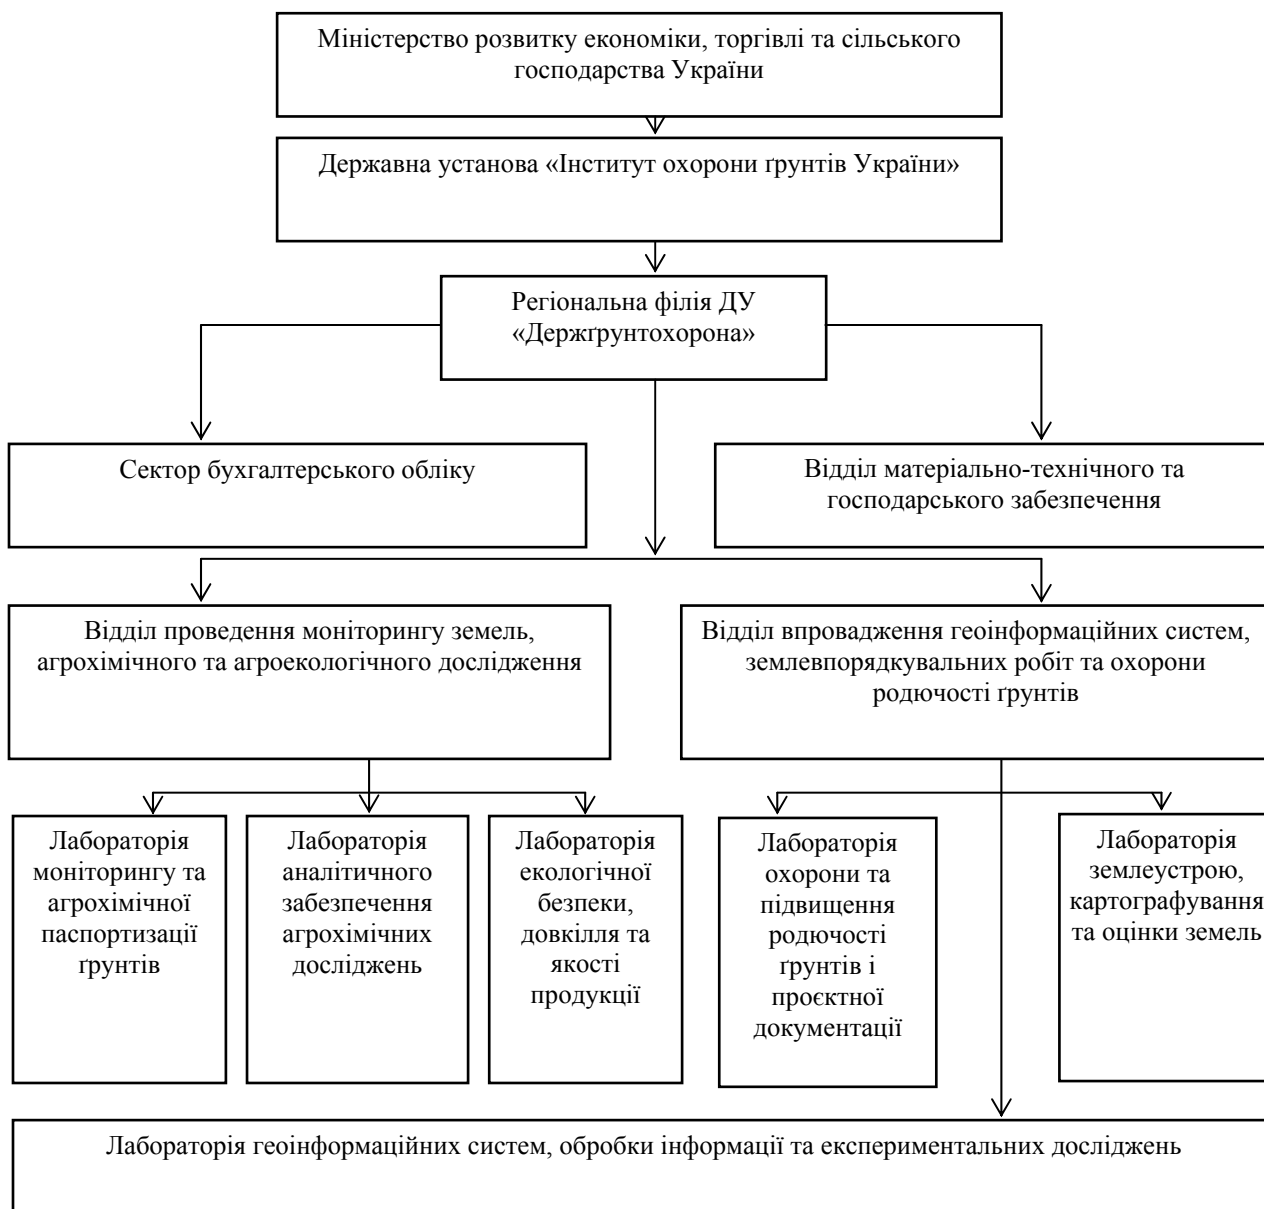 Міністерство розвитку економіки, торгівлі та сільського
господарства України
Державна установа «Інститут охорони ґрунтів України»
Регіональна філія ДУ
«Держґрунтохорона»
Сектор бухгалтерського обліку
Відділ матеріально-технічного та
господарського забезпечення
Відділ проведення моніторингу земель,
агрохімічного та агроекологічного дослідження
Відділ впровадження геоінформаційних систем,
землевпорядкувальних робіт та охорони
родючості ґрунтів
Лабораторія
моніторингу та
агрохімічної
паспортизації
ґрунтів
Лабораторія
аналітичного
забезпечення
агрохімічних
досліджень
Лабораторія
екологічної
безпеки,
довкілля та
якості
продукції
Лабораторія
охорони та
підвищення
родючості
ґрунтів і
проєктної
документації
Лабораторія
землеустрою,
картографування
та оцінки земель
Лабораторія геоінформаційних систем, обробки інформації та експериментальних досліджень